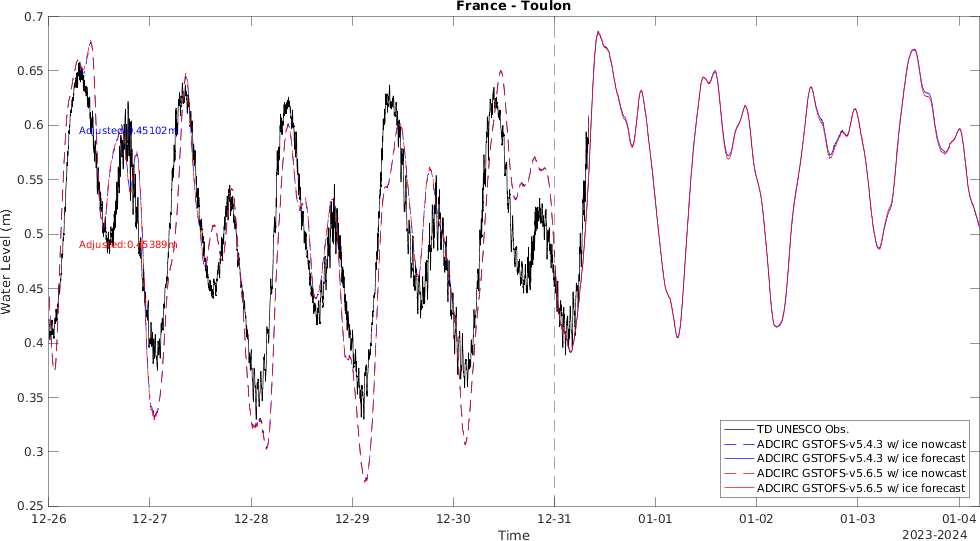 France - Toulon
0.7
0.65
0.6
0.55
0.5
0.45
0.4
0.35
0.3
0.25
Water Level (m)
Adjusted:0.45102m
Adjusted:0.45389m
TD UNESCO Obs.
ADCIRC GSTOFS-v5.4.3 w/ ice nowcast
ADCIRC GSTOFS-v5.4.3 w/ ice forecast
ADCIRC GSTOFS-v5.6.5 w/ ice nowcast
ADCIRC GSTOFS-v5.6.5 w/ ice forecast
12-26 12-27 12-28 12-29 12-30 12-31 01-01 01-02 01-03 01-04
Time
2023-2024